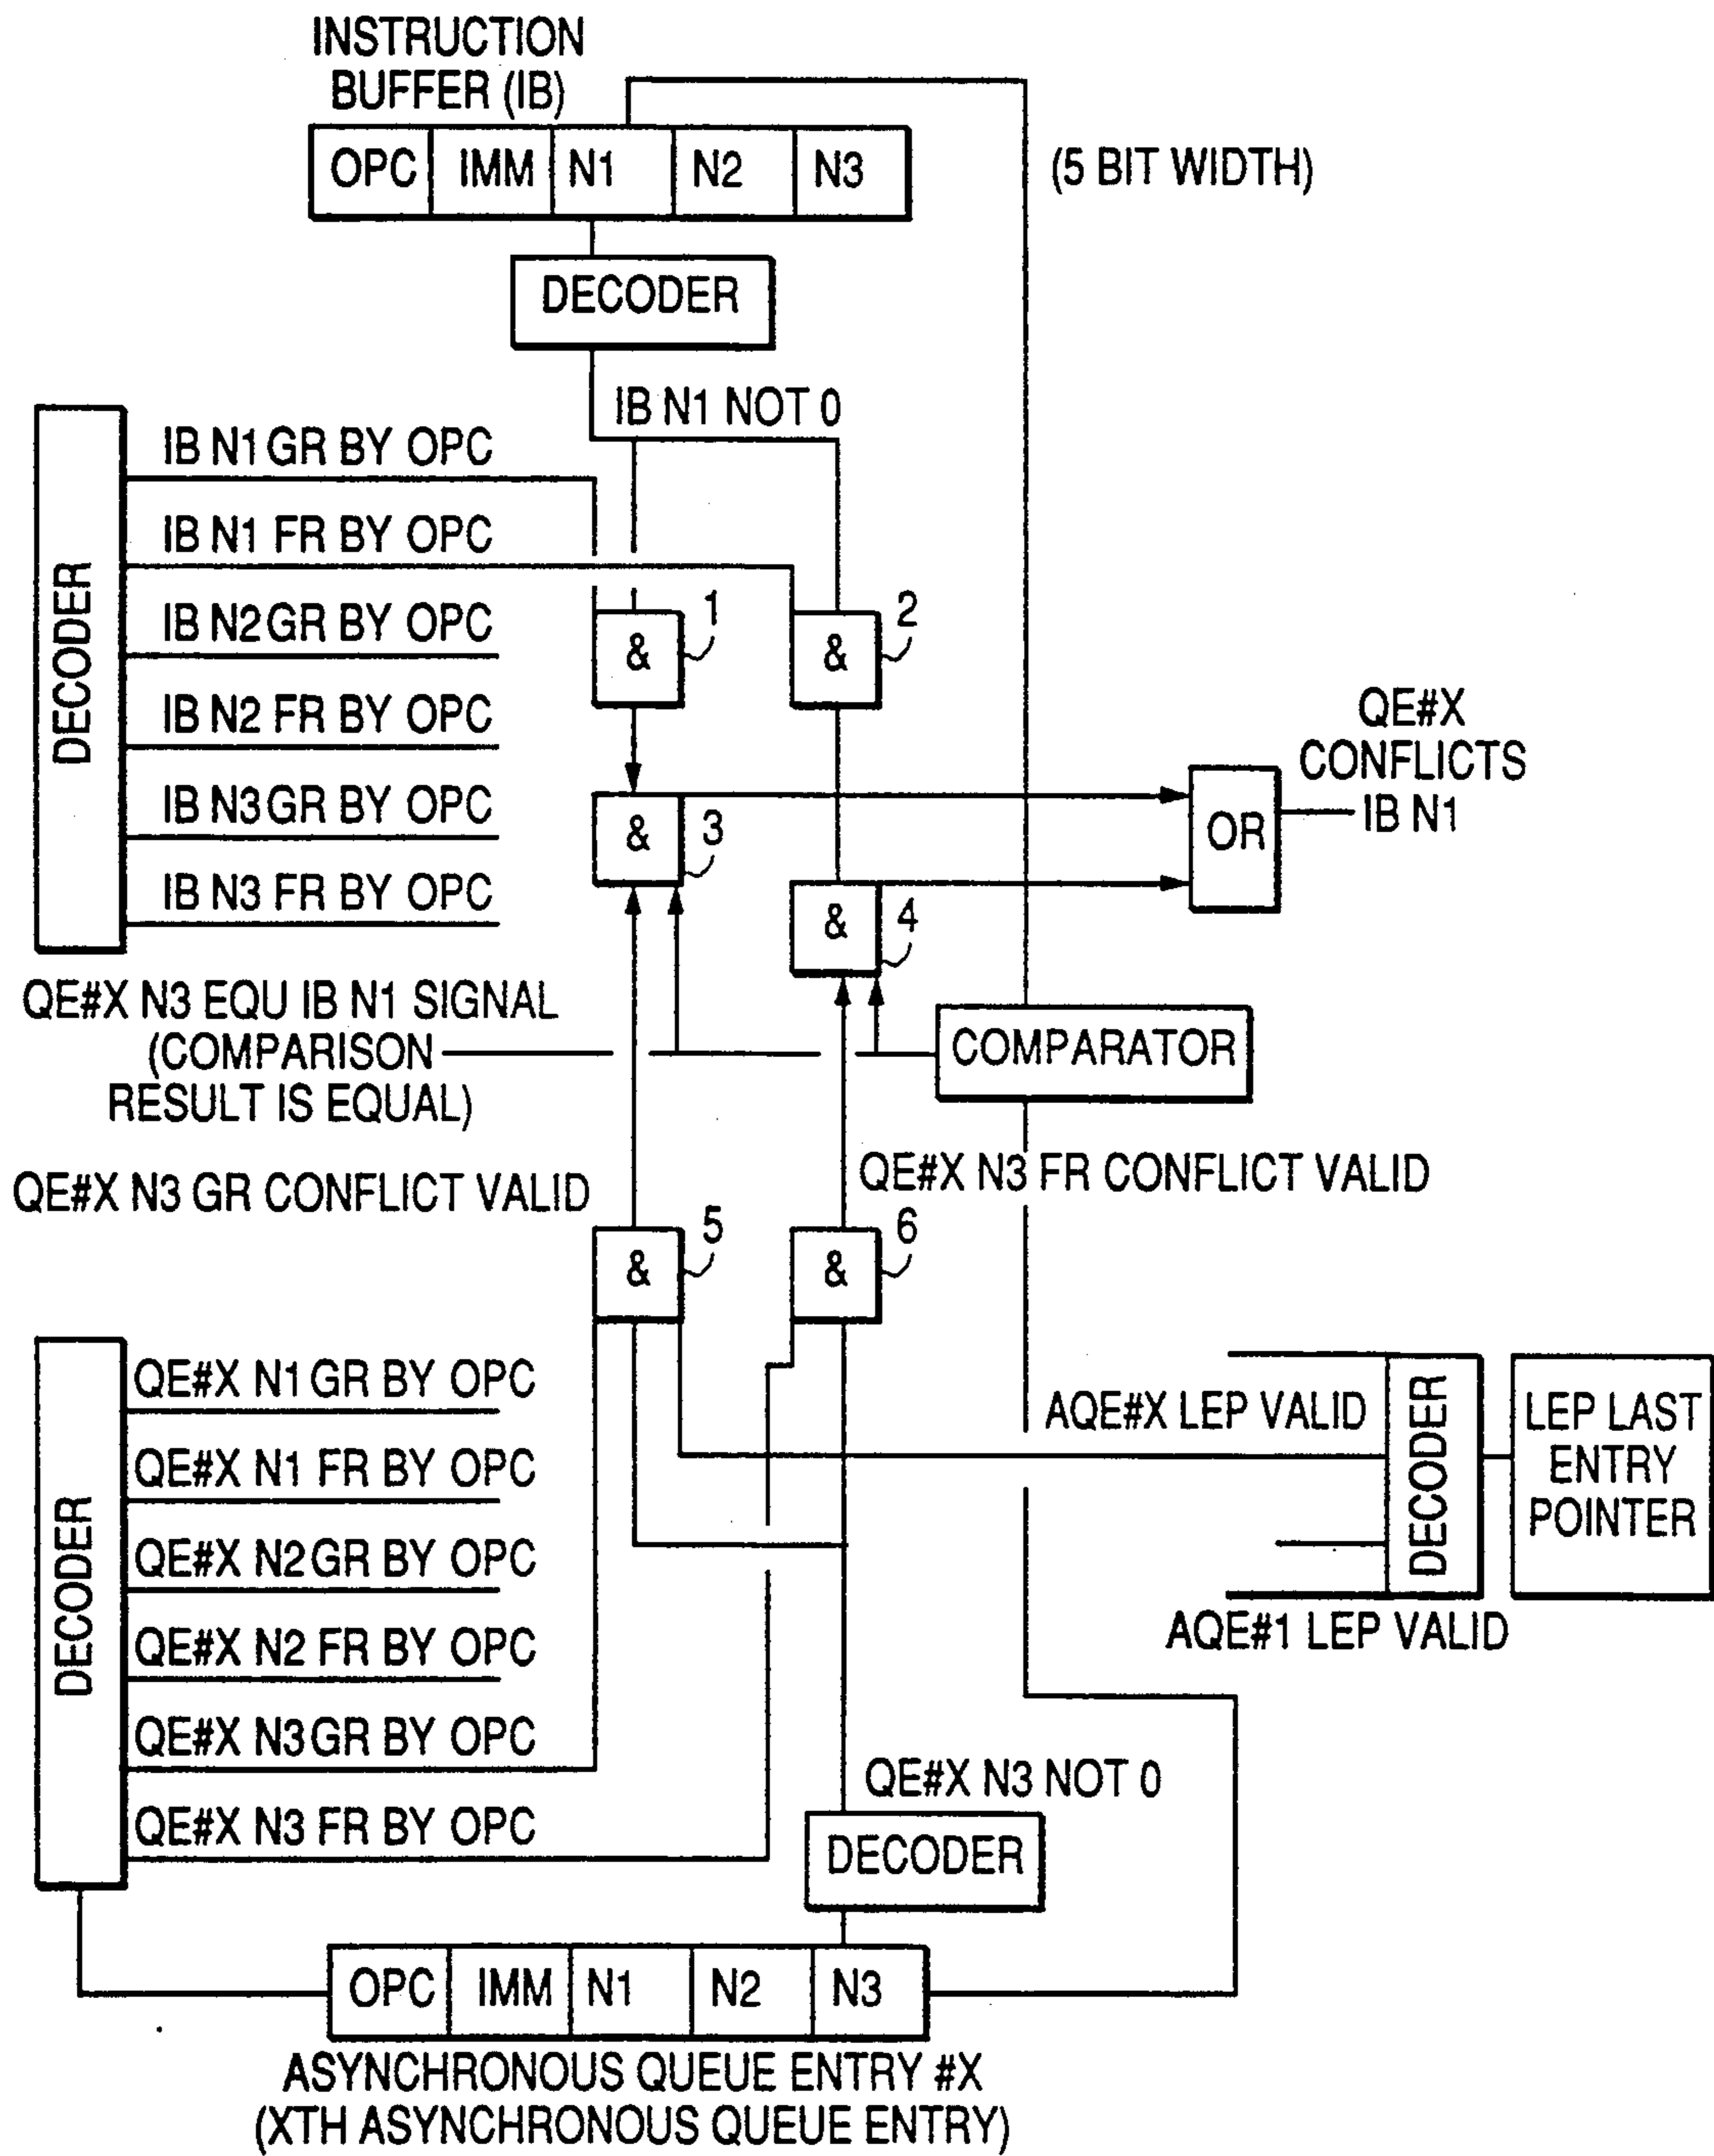 INSTRUCTION
BUFFER (IB)
OPC IMM N1 N2 N3
(5 BIT WIDTH)
DECODER
IB N1 NOT 0
DECODER
IB N1 GR BY OPC
IB N1 FR BY OPC
IB N2 GR BY OPC
IB N2 FR BY OPC
IB N3 GR BY OPC
IB N3 FR BY OPC
& 1
& 2
& 3
& 4
OR
QE#X
CONFLICTS
IB N1
QE#X N3 EQU IB N1 SIGNAL
(COMPARISON
RESULT IS EQUAL)
COMPARATOR
QE#X N3 GR CONFLICT VALID
QE#X N3 FR CONFLICT VALID
& 5
& 6
DECODER
QE#X N1 GR BY OPC
QE#X N1 FR BY OPC
QE#X N2 GR BY OPC
QE#X N2 FR BY OPC
QE#X N3 GR BY OPC
QE#X N3 FR BY OPC
AQE#X LEP VALID
DECODER
LEP LAST
ENTRY
POINTER
AQE#1 LEP VALID
QE#X N3 NOT 0
DECODER
OPC IMM N1 N2 N3
ASYNCHRONOUS QUEUE ENTRY #X
(XTH ASYNCHRONOUS QUEUE ENTRY)